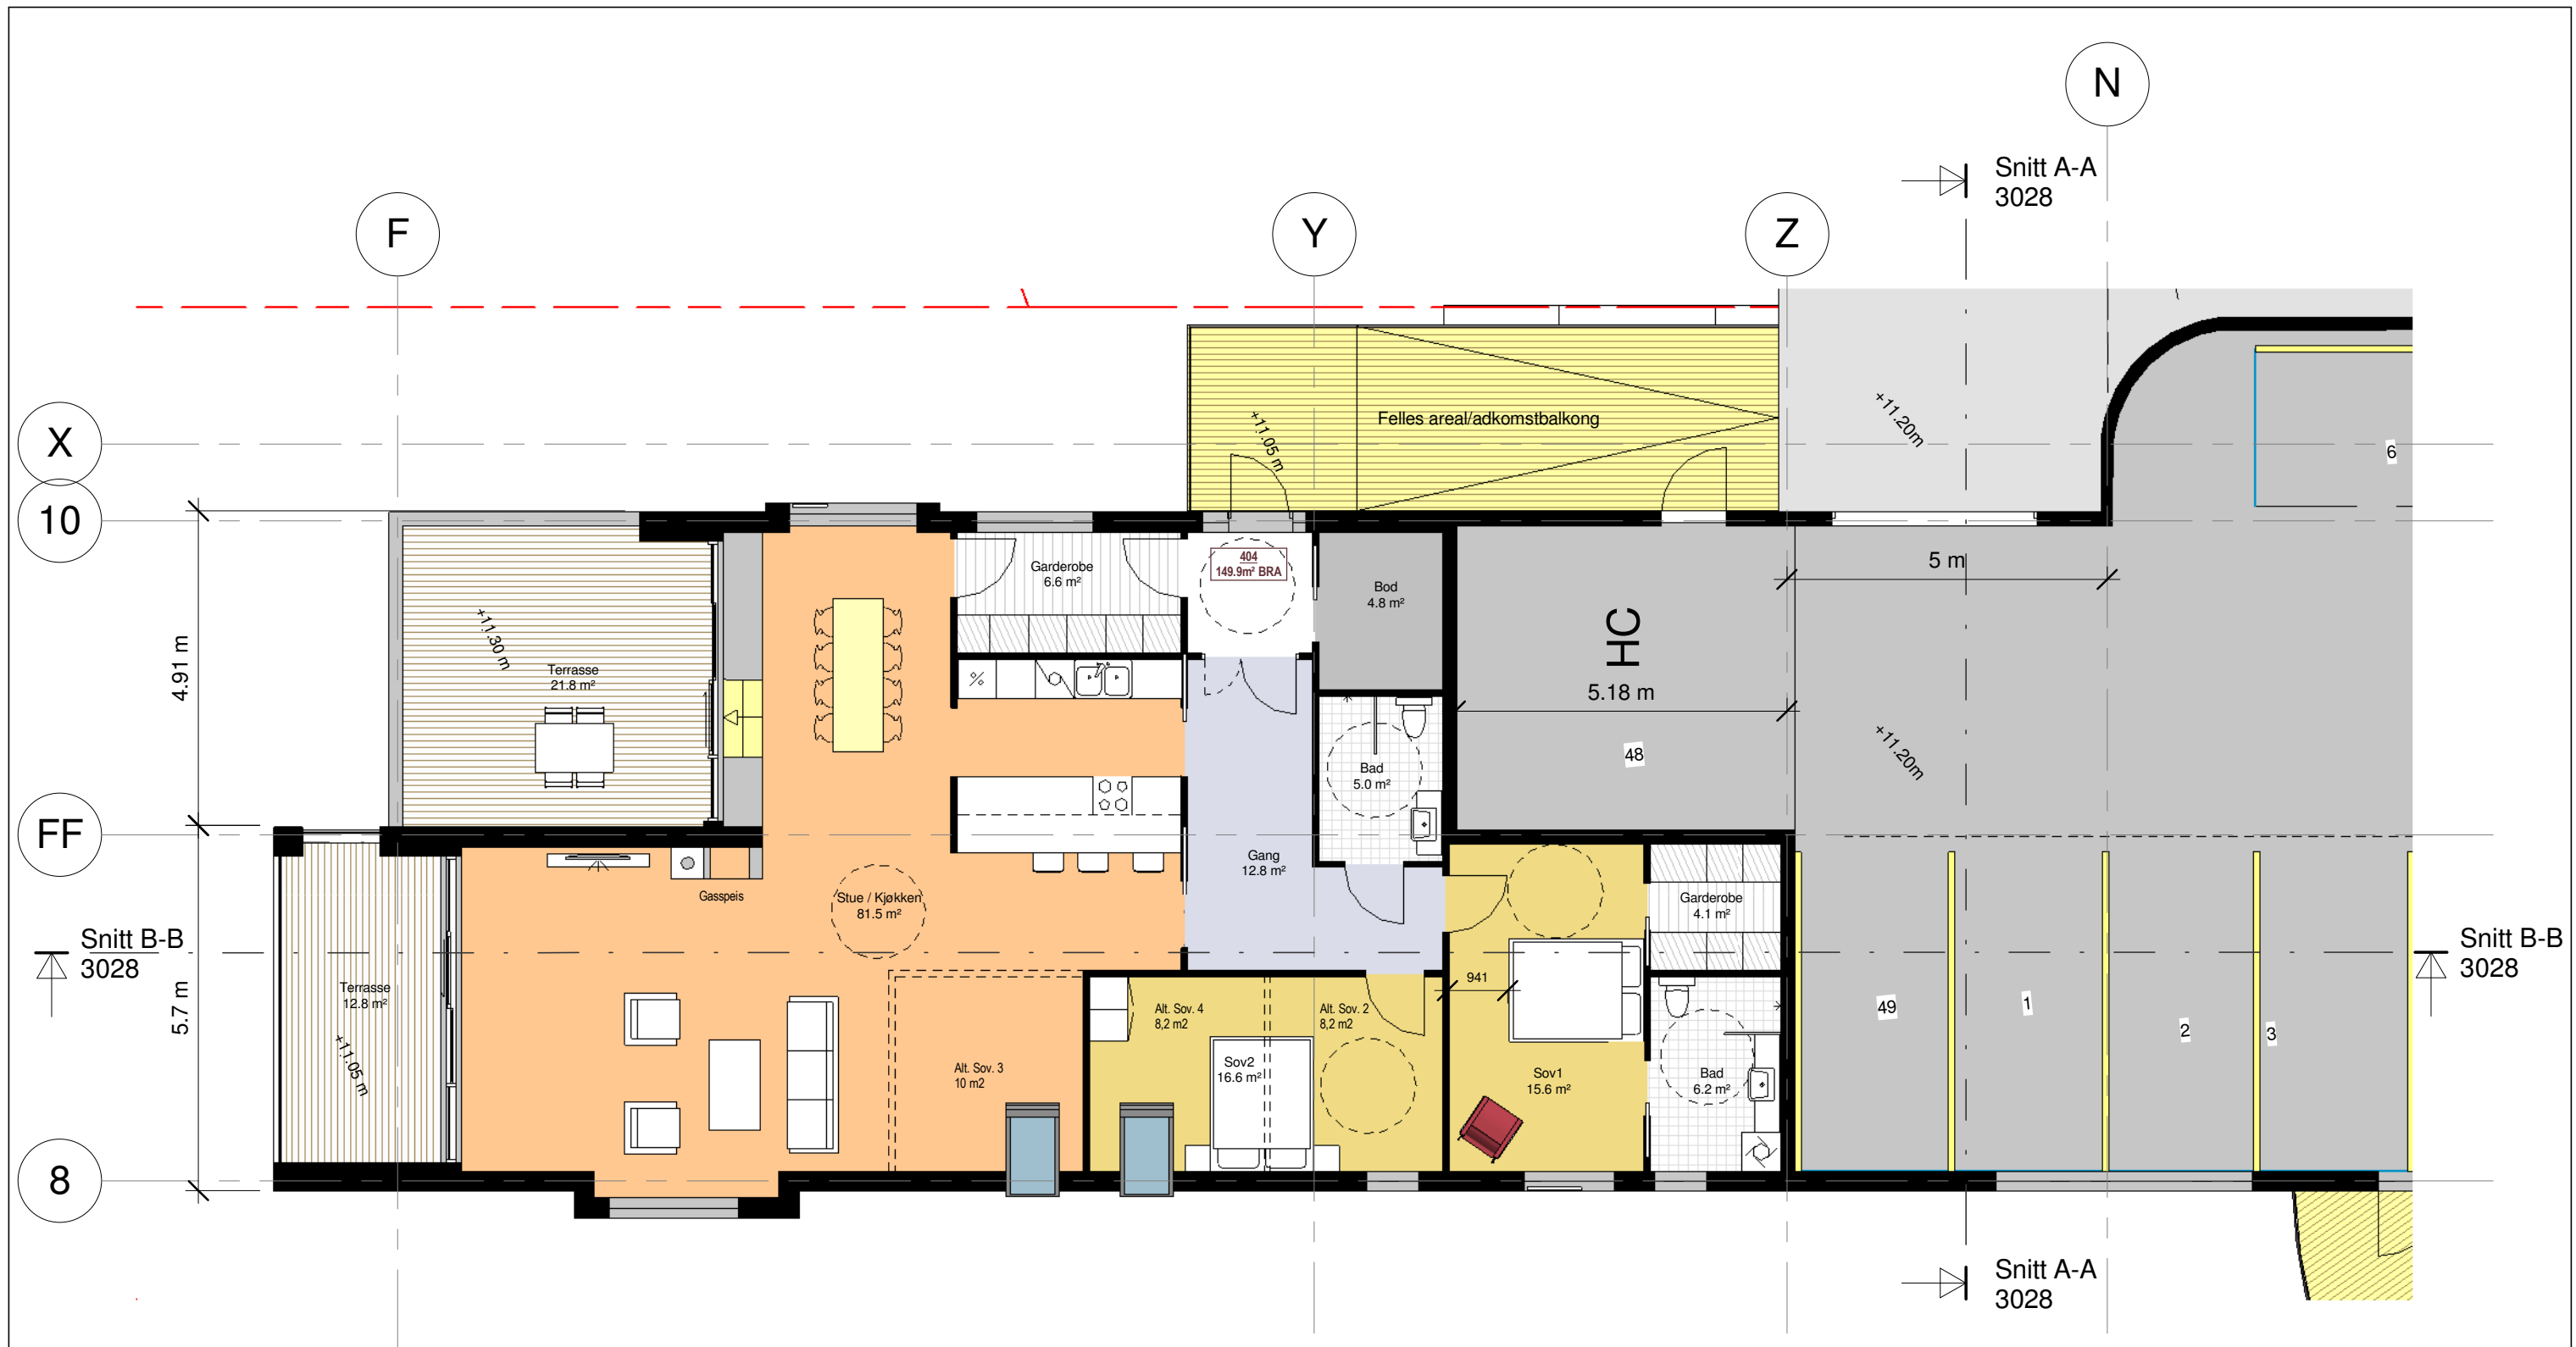 N
Snitt A-A
3028
F
Y
Z
X
10
FF
8
Felles areal/adkomstbalkong
+11.05 m
+11.20m
6
5 m
404
149.9m² BRA
Garderobe
6.6 m²
Bod
4.8 m²
HC
5.18 m
48
+11.20m
4.91 m
+11.30 m
Terrasse
21.8 m²
%
Bad
5.0 m²
Gang
12.8 m²
Gasspeis
Stue / Kjøkken
81.5 m²
Garderobe
4.1 m²
Snitt B-B
3028
Snitt B-B
3028
5.7 m
Terrasse
12.8 m²
+11.05 m
941
Alt. Sov. 4
8,2 m2
Alt. Sov. 2
8,2 m2
Sov2
16.6 m²
Alt. Sov. 3
10 m2
Sov1
15.6 m²
Bad
6.2 m²
49
1
2
3
Snitt A-A
3028